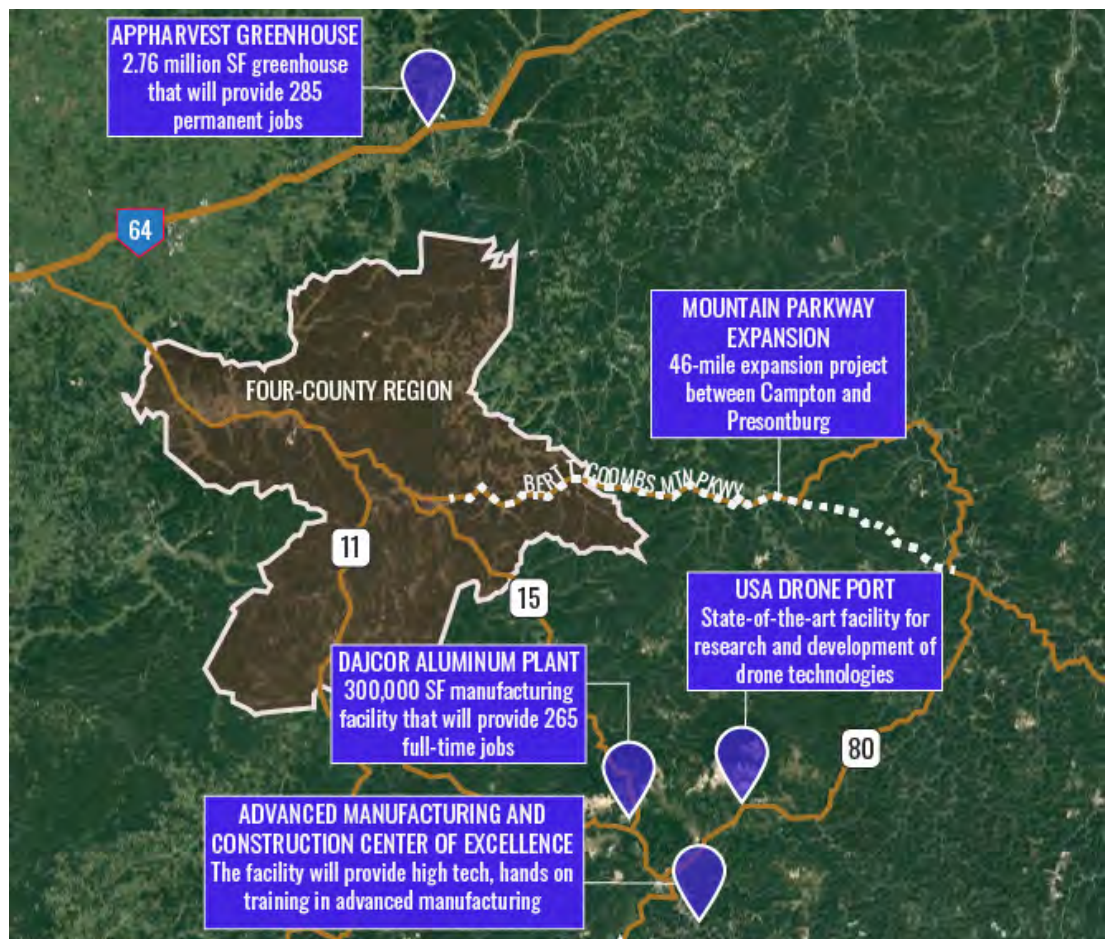 APPHARVEST GREENHOUSE
2.76 million SF greenhouse
that will provide 285
permanent jobs
64
FOUR-COUNTY REGION
MOUNTAIN PARKWAY
EXPANSION
46-mile expansion project
between Campton and
Presontburg
BERT T. COOMBS MTN PKWY
11
15
USA DRONE PORT
State-of-the-art facility for
research and development of
drone technologies
DAJCOR ALUMINUM PLANT
300,000 SF manufacturing
facility that will provide 265
full-time jobs
80
ADVANCED MANUFACTURING AND
CONSTRUCTION CENTER OF EXCELLENCE
The facility will provide high tech, hands on
training in advanced manufacturing